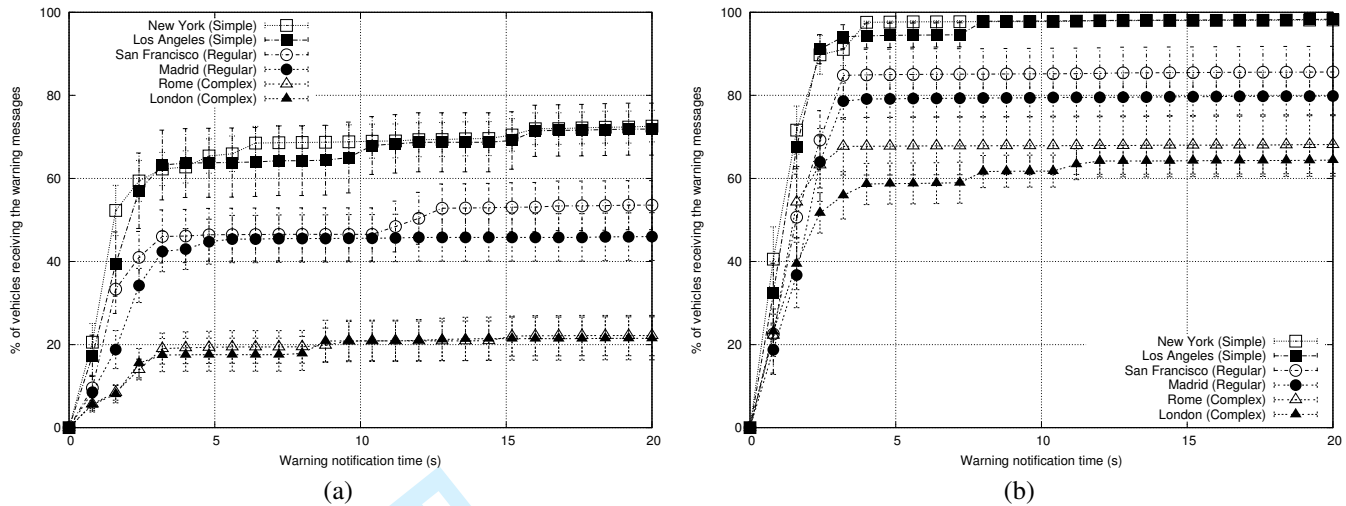 100
80
60
40
20
0
0
5
10
15
20
% of vehicles receiving the warning messages
Warning notification time (s)
New York (Simple)
Los Angeles (Simple)
San Francisco (Regular)
Madrid (Regular)
Rome (Complex)
London (Complex)
(a)
100
80
60
40
20
0
0
5
10
15
20
% of vehicles receiving the warning messages
Warning notification time (s)
New York (Simple)
Los Angeles (Simple)
San Francisco (Regular)
Madrid (Regular)
Rome (Complex)
London (Complex)
(b)